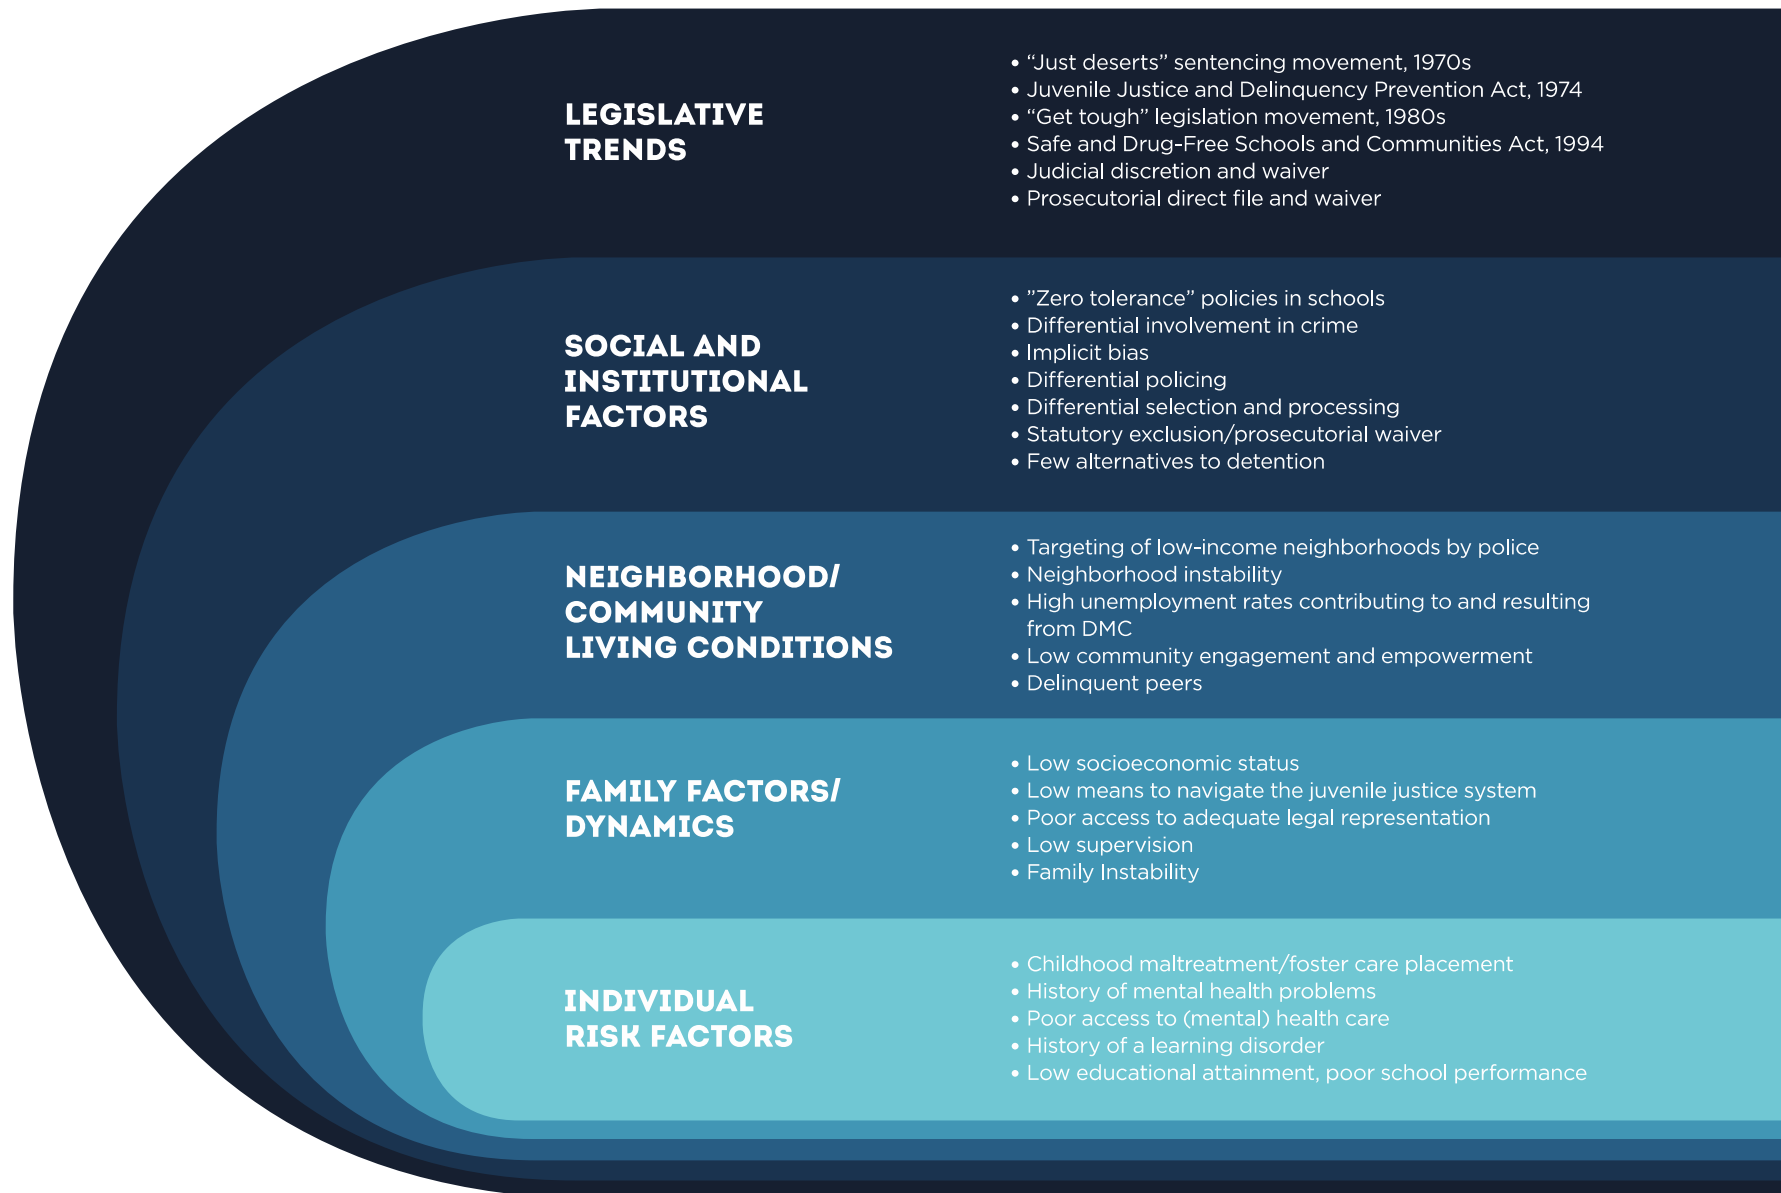 LEGISLATIVE
TRENDS
• “Just deserts” sentencing movement, 1970s
• Juvenile Justice and Delinquency Prevention Act, 1974
• “Get tough” legislation movement, 1980s
• Safe and Drug-Free Schools and Communities Act, 1994
• Judicial discretion and waiver
• Prosecutorial direct file and waiver
SOCIAL AND
INSTITUTIONAL
FACTORS
• ”Zero tolerance” policies in schools
• Differential involvement in crime
• Implicit bias
• Differential policing
• Differential selection and processing
• Statutory exclusion/prosecutorial waiver
• Few alternatives to detention
NEIGHBORHOOD/
COMMUNITY
LIVING CONDITIONS
• Targeting of low-income neighborhoods by police
• Neighborhood instability
• High unemployment rates contributing to and resulting
from DMC
• Low community engagement and empowerment
• Delinquent peers
FAMILY FACTORS/
DYNAMICS
• Low socioeconomic status
• Low means to navigate the juvenile justice system
• Poor access to adequate legal representation
• Low supervision
• Family Instability
INDIVIDUAL
RISK FACTORS
• Childhood maltreatment/foster care placement
• History of mental health problems
• Poor access to (mental) health care
• History of a learning disorder
• Low educational attainment, poor school performance